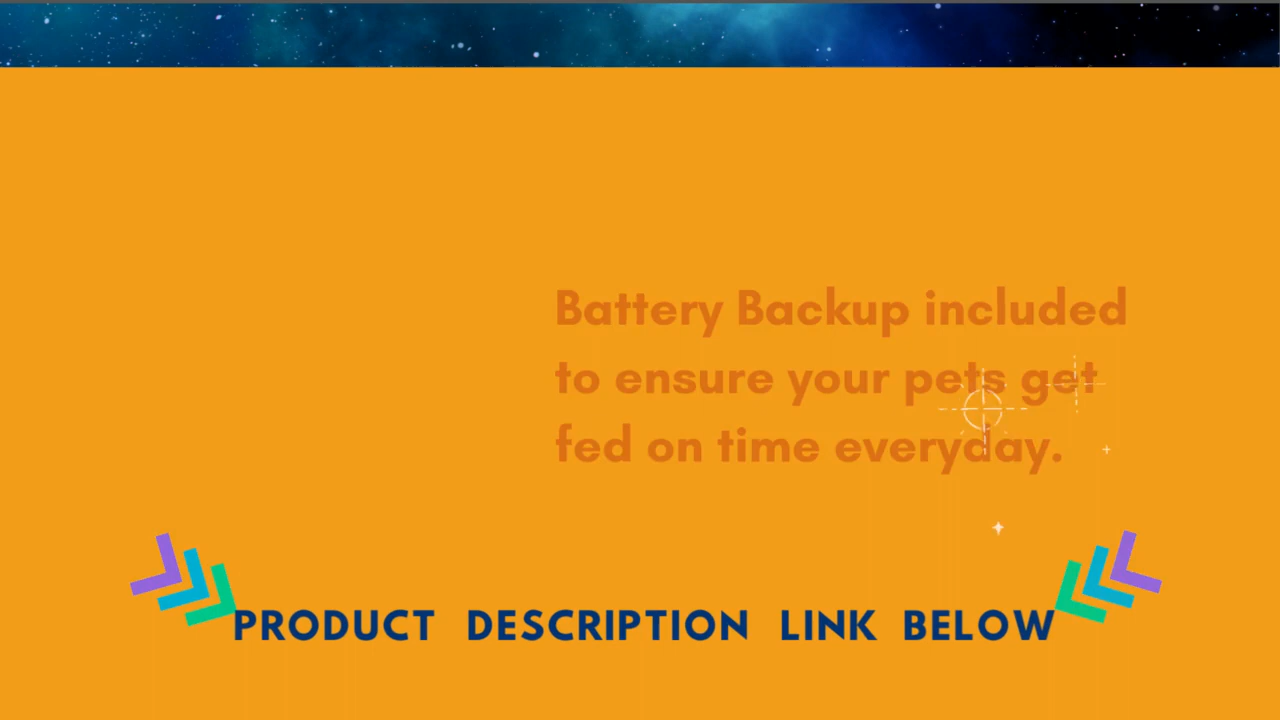 Battery Backup included
to ensure your pets get
fed on time everyday.
PRODUCT DESCRIPTION LINK BELOW